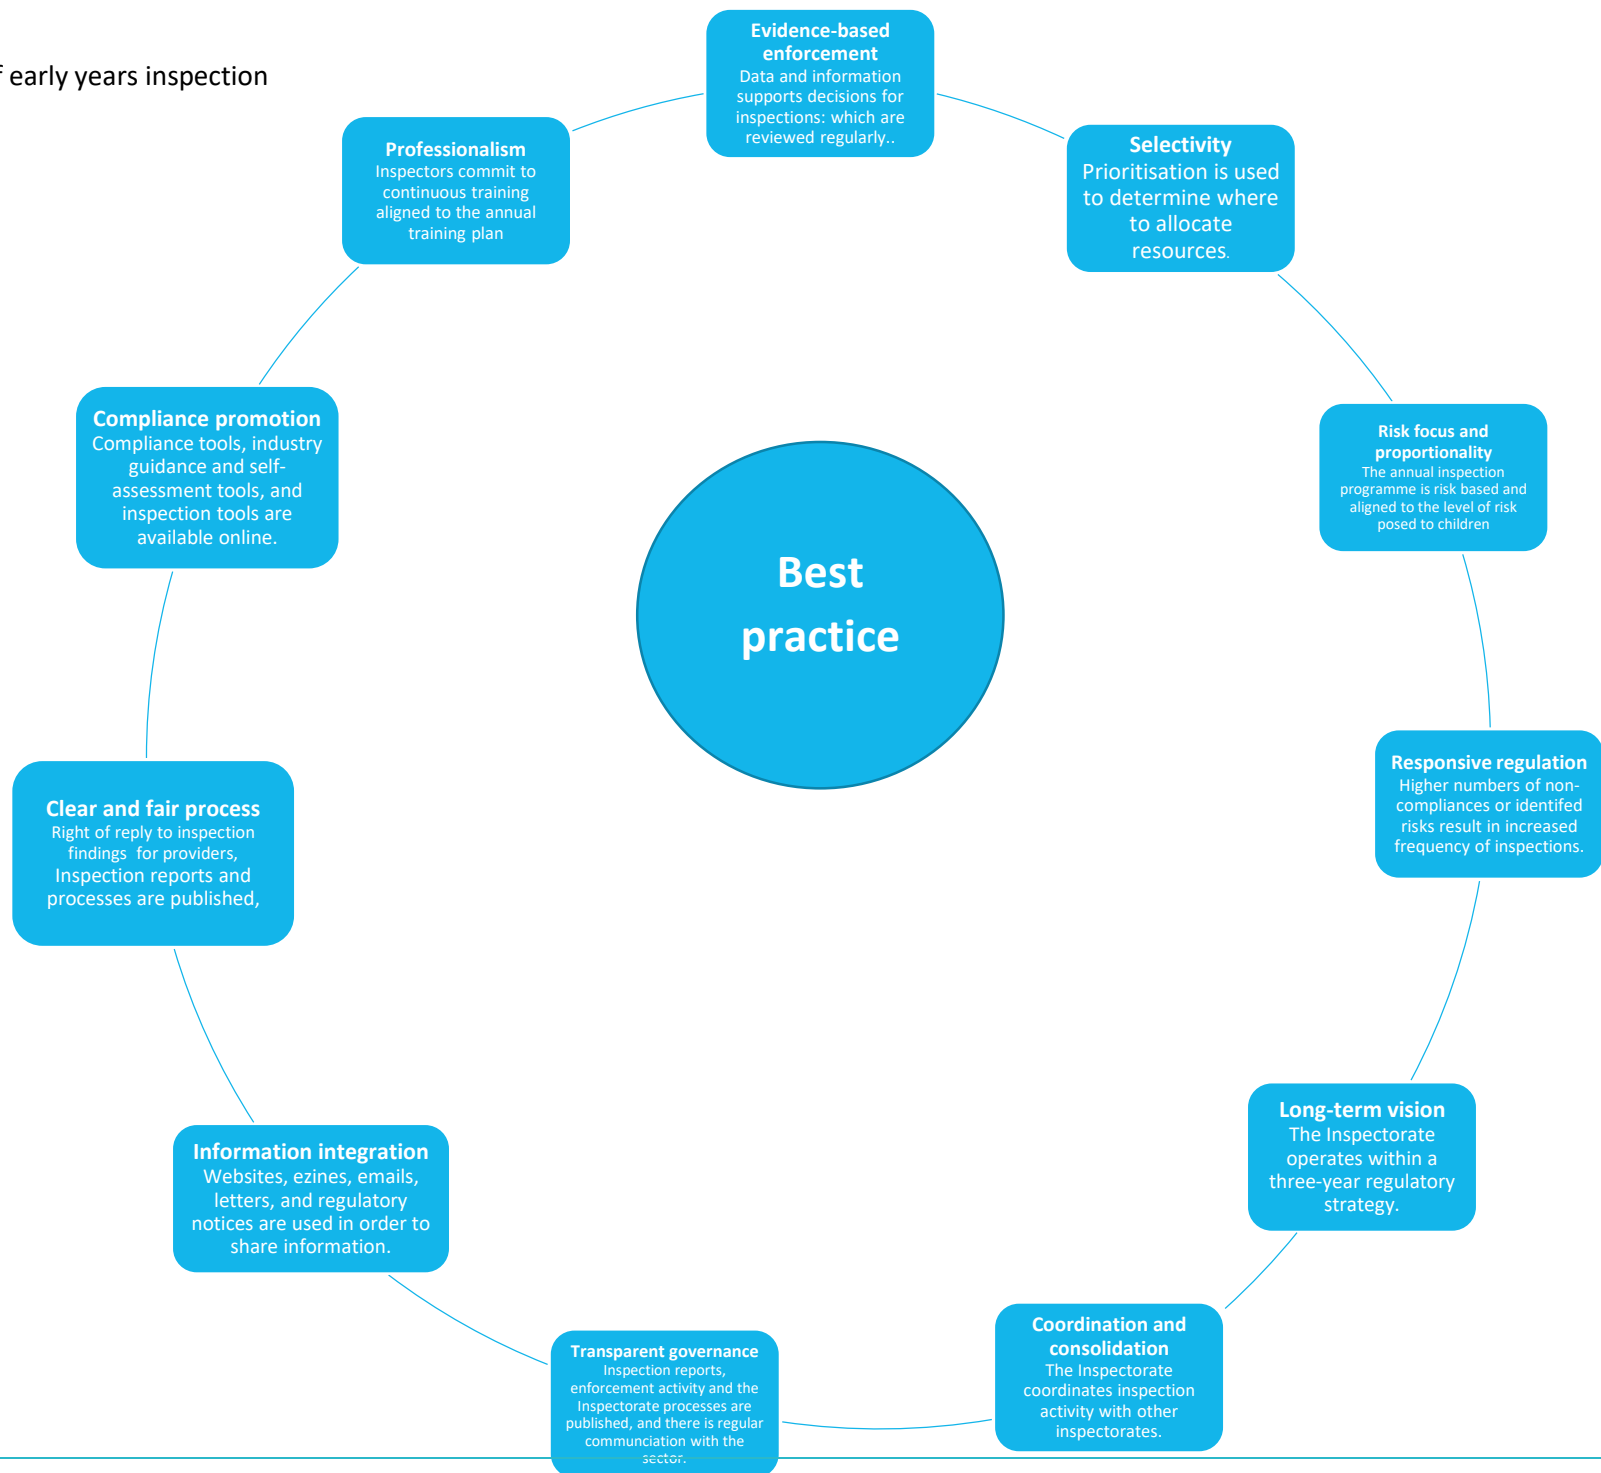 f early years inspection
Evidence-based
enforcement
Data and information
supports decisions for
inspections: which are
reviewed regularly..
Selectivity
Prioritisation is used
to determine where
to allocate
resources.
Risk focus and
proportionality
The annual inspection
programme is risk based and
aligned to the level of risk
posed to children
Responsive regulation
Higher numbers of non-
compliances or identifed
risks result in increased
frequency of inspections.
Long-term vision
The Inspectorate
operates within a
three-year regulatory
strategy.
Coordination and
consolidation
The Inspectorate
coordinates inspection
activity with other
inspectorates.
Transparent governance
Inspection reports,
enforcement activity and the
Inspectorate processes are
published, and there is regular
communciation with the
sector.
Information integration
Websites, ezines, emails,
letters, and regulatory
notices are used in order to
share information.
Clear and fair process
Right of reply to inspection
findings for providers,
Inspection reports and
processes are published,
Compliance promotion
Compliance tools, industry
guidance and self-
assessment tools, and
inspection tools are
available online.
Professionalism
Inspectors commit to
continuous training
aligned to the annual
training plan
Best
practice